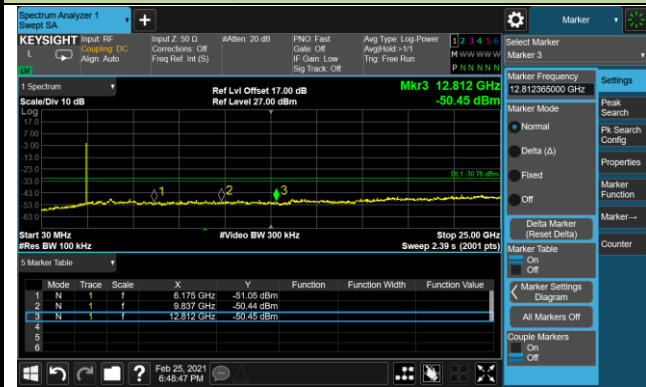 Spectrum Analyzer 1
Swept SA
Marker
KEYSIGHT
Input: RF
Coupling: DC
Align: Auto
Input Z: 50 Ω
Corrections: Off
Freq Ref: Int (S)
#Atten: 20 dB
PNO: Fast
Gate: Off
IF Gain: Low
Sig Track: Off
Avg Type: Log-Power
Avg|Hold:>1/1
Trig: Free Run
1 2 3 4 5 6
M W W W W W
P N N N N N
Select Marker
Marker 3
1 Spectrum
Scale/Div 10 dB
Ref Lvl Offset 17.00 dB
Ref Level 27.00 dBm
Mkr3 12.812 GHz
-50.45 dBm
Log
17.0
7.00
-3.00
-13.0
-23.0
-33.0
-43.0
-53.0
-63.0
DL1 -30.78 dBm
1
2
3
Start 30 MHz
#Video BW 300 kHz
Stop 25.00 GHz
#Res BW 100 kHz
Sweep 2.39 s (2001 pts)
5 Marker Table
Mode Trace Scale X Y Function Function Width Function Value
1 N 1 f 6.175 GHz -51.05 dBm
2 N 1 f 9.837 GHz -50.44 dBm
3 N 1 f 12.812 GHz -50.45 dBm
4
5
6
Marker Frequency
12.812365000 GHz
Marker Mode
Normal
Delta (Δ)
Fixed
Off
Delta Marker
(Reset Delta)
Marker Table
On
Off
Marker Settings
Diagram
All Markers Off
Couple Markers
On
Off
Settings
Peak
Search
Pk Search
Config
Properties
Marker
Function
Marker→
Counter
Feb 25, 2021
6:48:47 PM